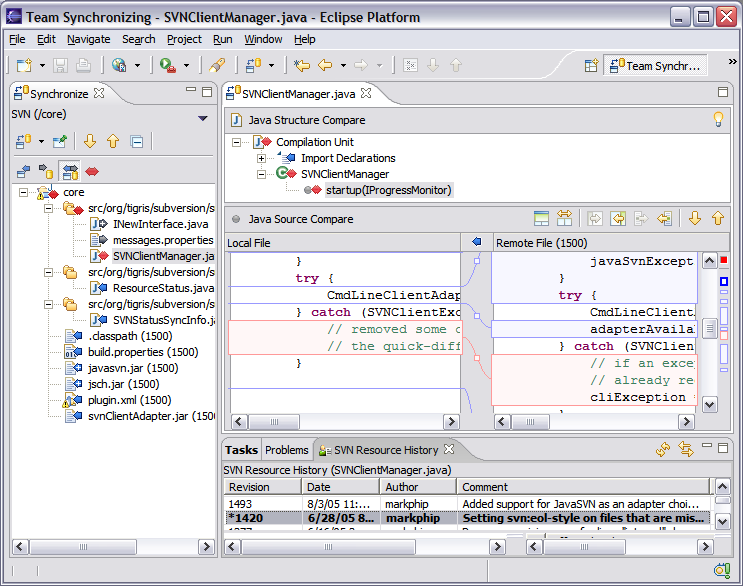 Team Synchronizing - SVNClientManager.java - Eclipse Platform
File Edit Navigate Search Project Run Window Help
Team Synchr...
Synchronize
SVN (/core)
core
src/org/tigris/subversion/s
INewInterface.java
messages.properties
SVNClientManager.ja
src/org/tigris/subversion/s
ResourceStatus.java
src/org/tigris/subversion/s
SVNStatusSyncInfo.j
.classpath (1500)
build.properties (1500)
javasvn.jar (1500)
jsch.jar (1500)
plugin.xml (1500)
svnClientAdapter.jar (150
SVNClientManager.java
Java Structure Compare
Compilation Unit
Import Declarations
SVNClientManager
startup(IProgressMonitor)
Java Source Compare
Local File
}
try {
CmdLineClientAdap
} catch (SVNClientExc
// removed some c
// the quick-diff
}
Remote File (1500)
javaSvnExcept
}
try {
CmdLineClient
adapterAvaila
} catch (SVNClien
// if an exce
// already re
cliException
Tasks Problems SVN Resource History
SVN Resource History (SVNClientManager.java)
Revision Date Author Comment
1493 8/3/05 11:... markphip Added support for JavaSVN as an adapter choi...
*1420 6/28/05 8... markphip Setting svn:eol-style on files that are mis...